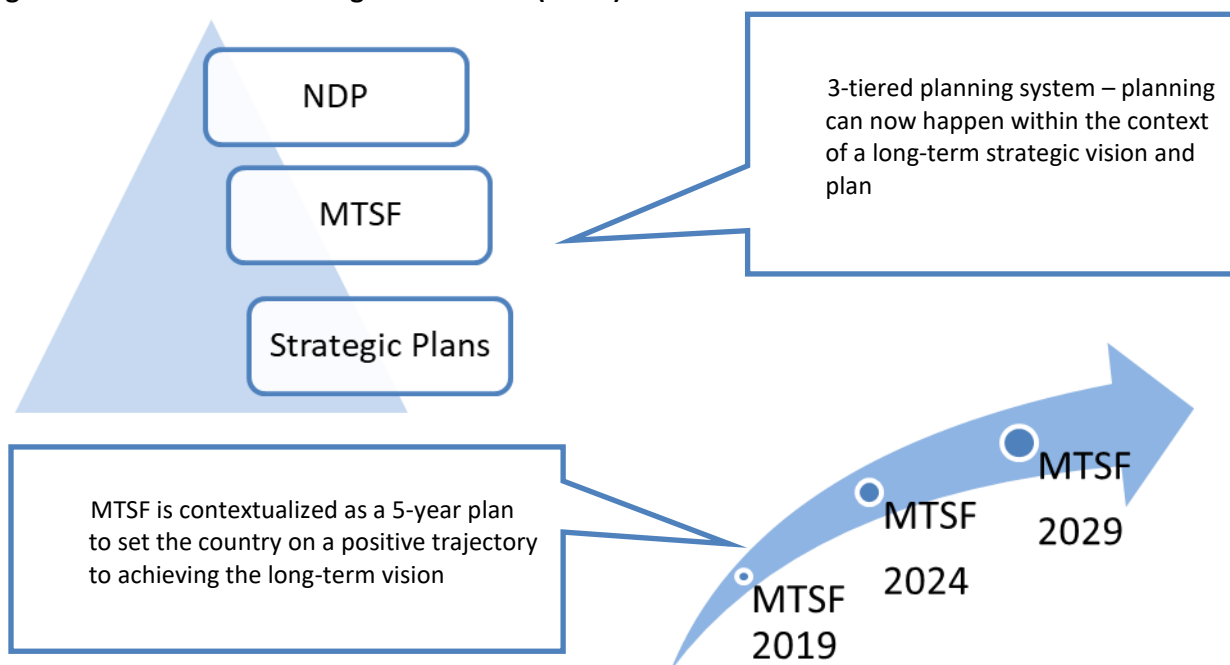 NDP
MTSF
Strategic Plans
3-tiered planning system – planning
can now happen within the context
of a long-term strategic vision and
plan
MTSF is contextualized as a 5-year plan
to set the country on a positive trajectory
to achieving the long-term vision
MTSF
2019
MTSF
2024
MTSF
2029